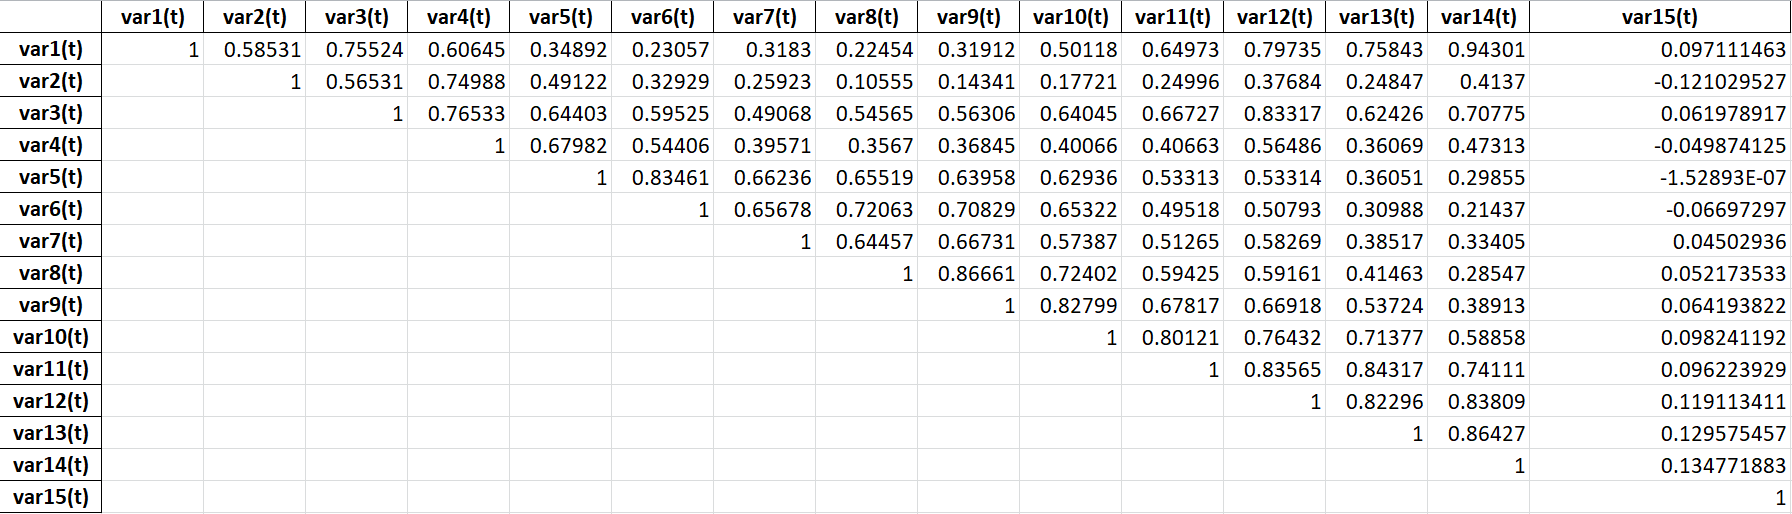 var1(t) var2(t) var3(t) var4(t) var5(t) var6(t) var7(t) var8(t) var9(t) var10(t) var11(t) var12(t) var13(t) var14(t) var15(t)
var1(t) 1 0.58531 0.75524 0.60645 0.34892 0.23057 0.3183 0.22454 0.31912 0.50118 0.64973 0.79735 0.75843 0.94301 0.097111463
var2(t) 1 0.56531 0.74988 0.49122 0.32929 0.25923 0.10555 0.14341 0.17721 0.24996 0.37684 0.24847 0.4137 -0.121029527
var3(t) 1 0.76533 0.64403 0.59525 0.49068 0.54565 0.56306 0.64045 0.66727 0.83317 0.62426 0.70775 0.061978917
var4(t) 1 0.67982 0.54406 0.39571 0.3567 0.36845 0.40066 0.40663 0.56486 0.36069 0.47313 -0.049874125
var5(t) 1 0.83461 0.66236 0.65519 0.63958 0.62936 0.53313 0.53314 0.36051 0.29855 -1.52893E-07
var6(t) 1 0.65678 0.72063 0.70829 0.65322 0.49518 0.50793 0.30988 0.21437 -0.06697297
var7(t) 1 0.64457 0.66731 0.57387 0.51265 0.58269 0.38517 0.33405 0.04502936
var8(t) 1 0.86661 0.72402 0.59425 0.59161 0.41463 0.28547 0.052173533
var9(t) 1 0.82799 0.67817 0.66918 0.53724 0.38913 0.064193822
var10(t) 1 0.80121 0.76432 0.71377 0.58858 0.098241192
var11(t) 1 0.83565 0.84317 0.74111 0.096223929
var12(t) 1 0.82296 0.83809 0.119113411
var13(t) 1 0.86427 0.129575457
var14(t) 1 0.134771883
var15(t) 1